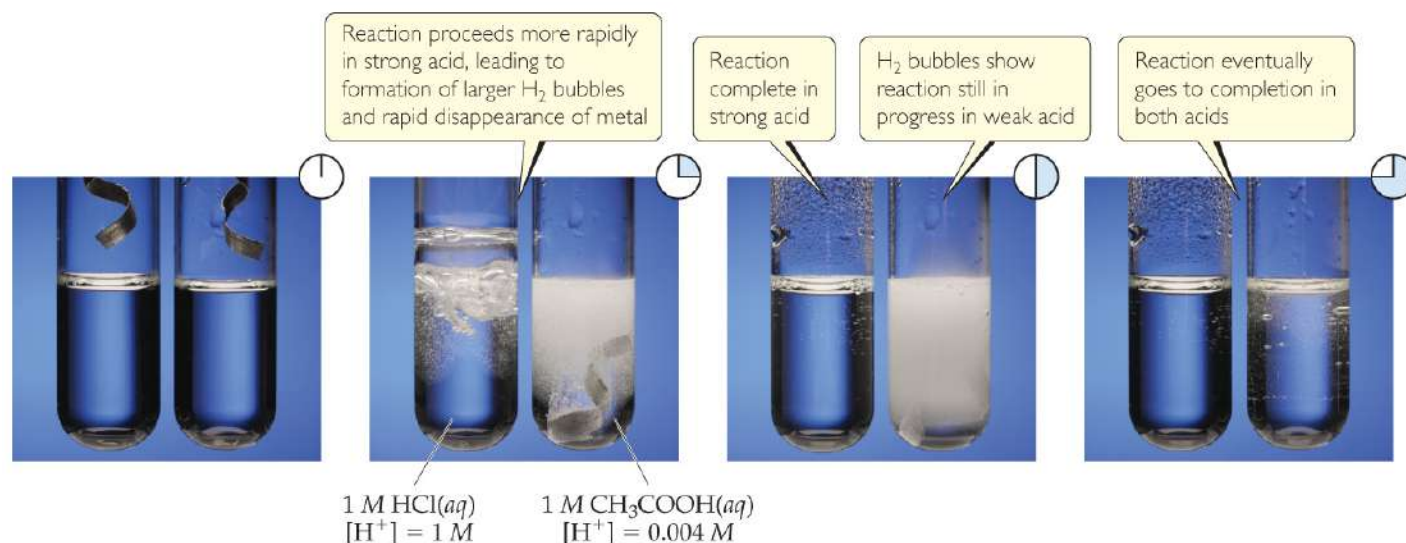 Reaction proceeds more rapidly
in strong acid, leading to
formation of larger H₂ bubbles
and rapid disappearance of metal
Reaction
complete in
strong acid
H₂ bubbles show
reaction still in
progress in weak acid
Reaction eventually
goes to completion in
both acids
1 M HCl(aq)
[H⁺] = 1 M
1 M CH₃COOH(aq)
[H⁺] = 0.004 M